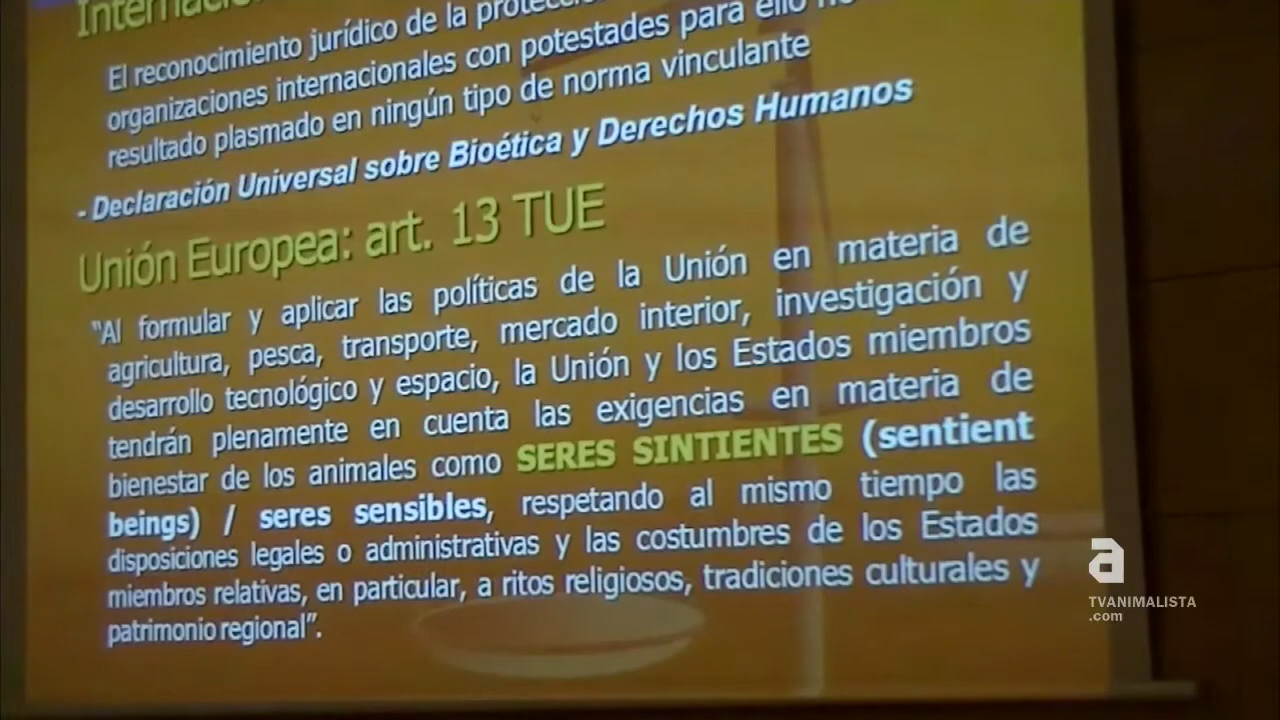 El reconocimiento jurídico de la
organizaciones internacionales con potestades para ello
resultado plasmado en ningún tipo de norma vinculante
- Declaración Universal sobre Bioética y Derechos Humanos
Unión Europea: art. 13 TUE
“Al formular y aplicar las políticas de la Unión en materia de
agricultura, pesca, transporte, mercado interior, investigación y
desarrollo tecnológico y espacio, la Unión y los Estados miembros
tendrán plenamente en cuenta las exigencias en materia de
bienestar de los animales como SERES SINTIENTES (sentient
beings) / seres sensibles, respetando al mismo tiempo las
disposiciones legales o administrativas y las costumbres de los Estados
miembros relativas, en particular, a ritos religiosos, tradiciones culturales y
patrimonio regional”.
a
TVANIMALISTA
.com